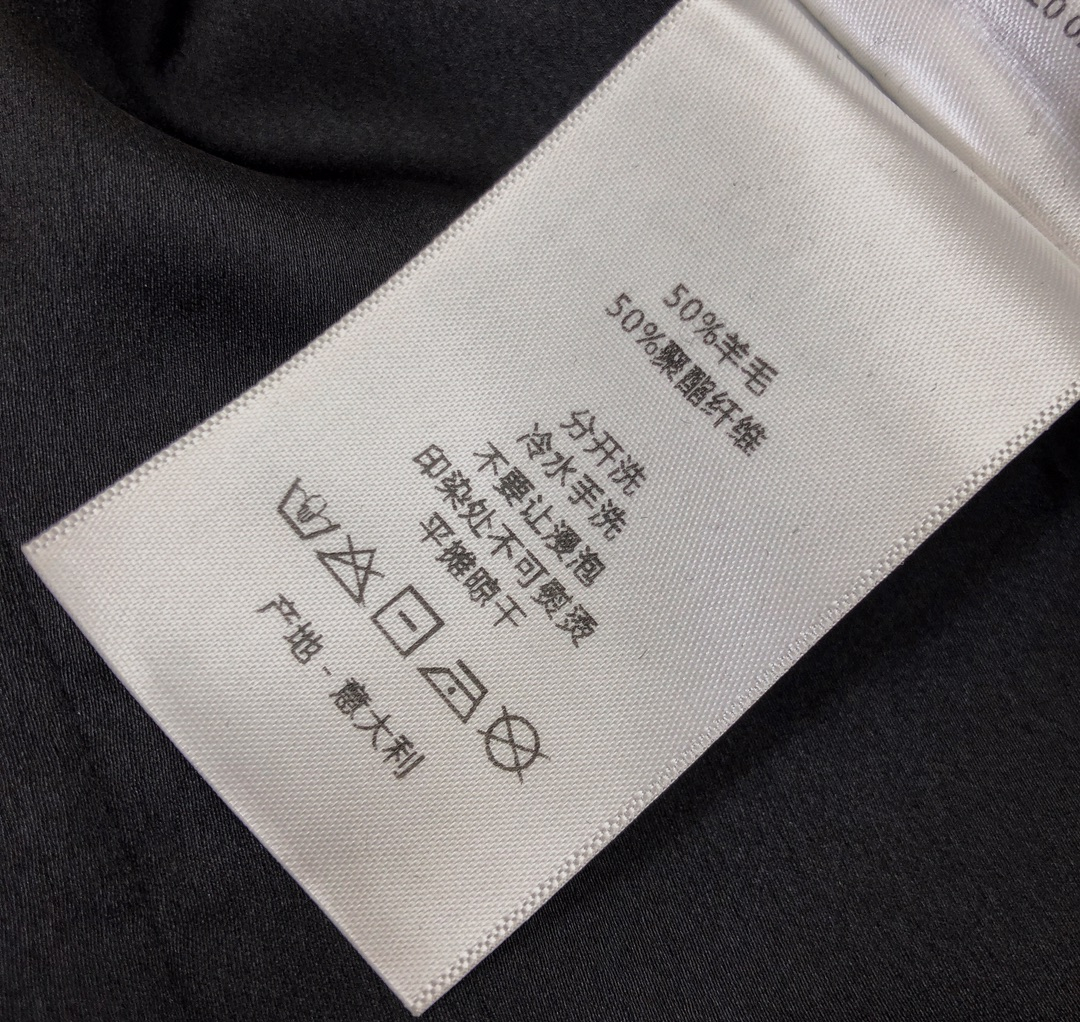 50%羊毛
50%聚酯纤维
分开洗
冷水手洗
不要让漫泡
印染处不可熨烫
平摊晾干
产地-意大利